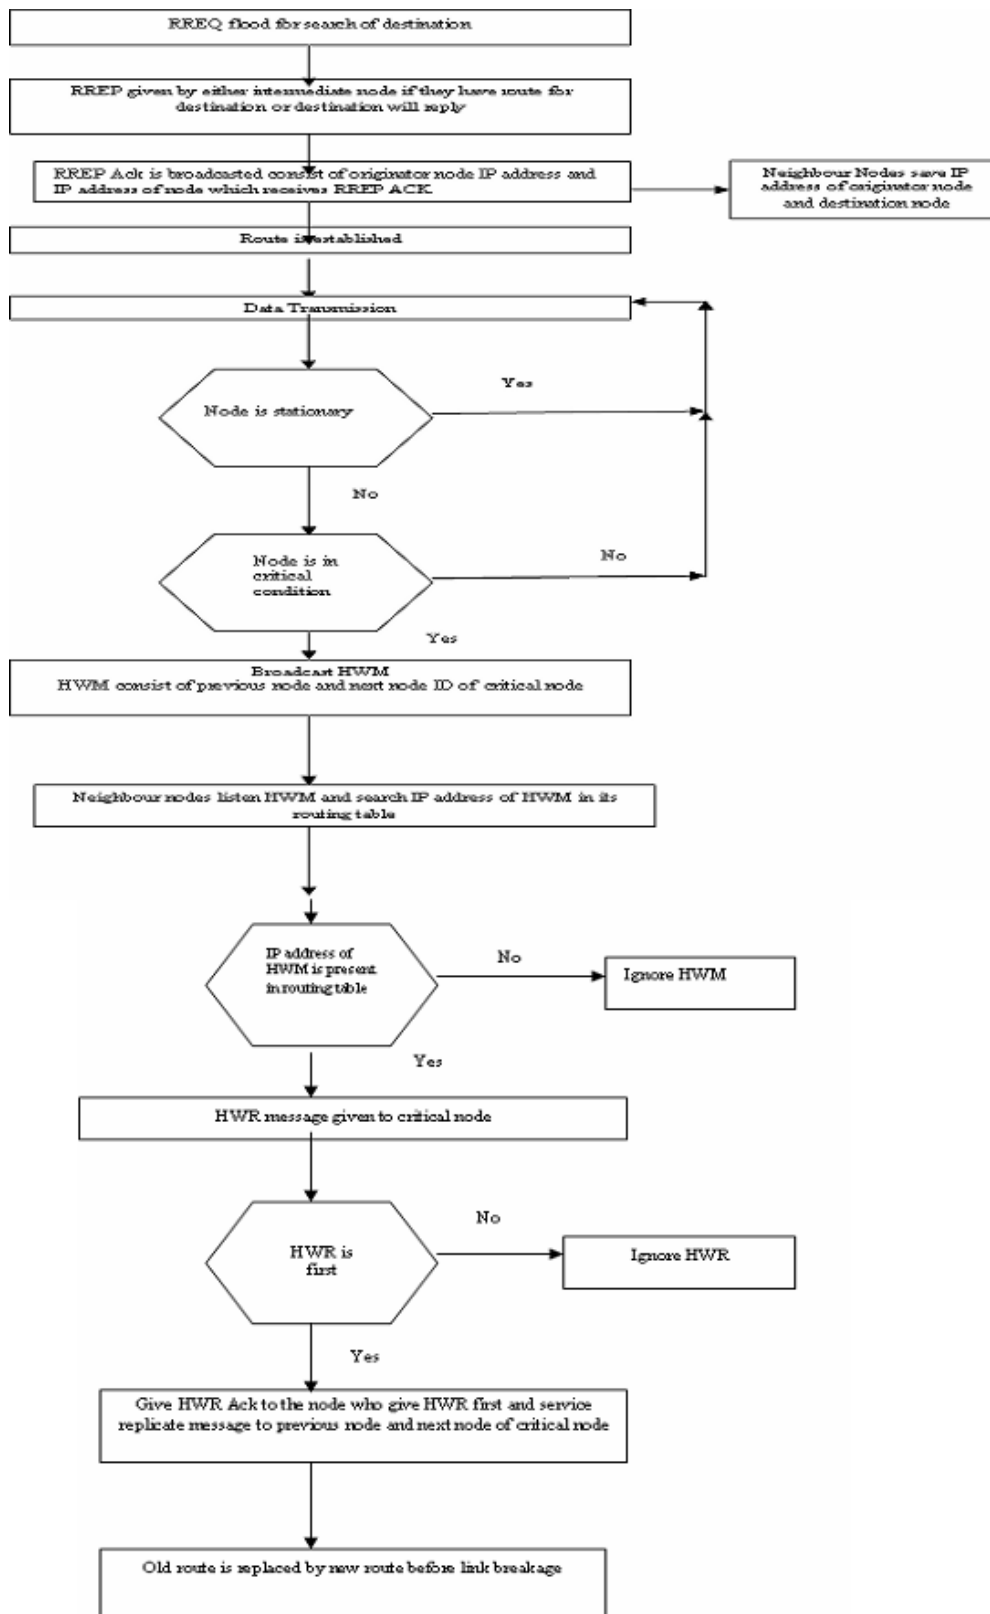 RREQ flood for search of destination
RREP given by either intermediate node if they have route for
destination or destination will reply
RREP Ack is broadcasted consist of originator node IP address and
IP address of node which receives RREP ACK.
Neighbour Nodes save IP
address of originator node
and destination node
Route is established
Data Transmission
Node is stationary
Yes
No
Node is in
critical
condition
No
Yes
Broadcast HWM
HWM consist of previous node and next node ID of critical node
Neighbour nodes listen HWM and search IP address of HWM in its
routing table
IP address of
HWM is present
in routing table
No
Ignore HWM
Yes
HWR message given to critical node
HWR is
first
No
Ignore HWR
Yes
Give HWR Ack to the node who give HWR first and service
replicate message to previous node and next node of critical node
Old route is replaced by new route before link breakage